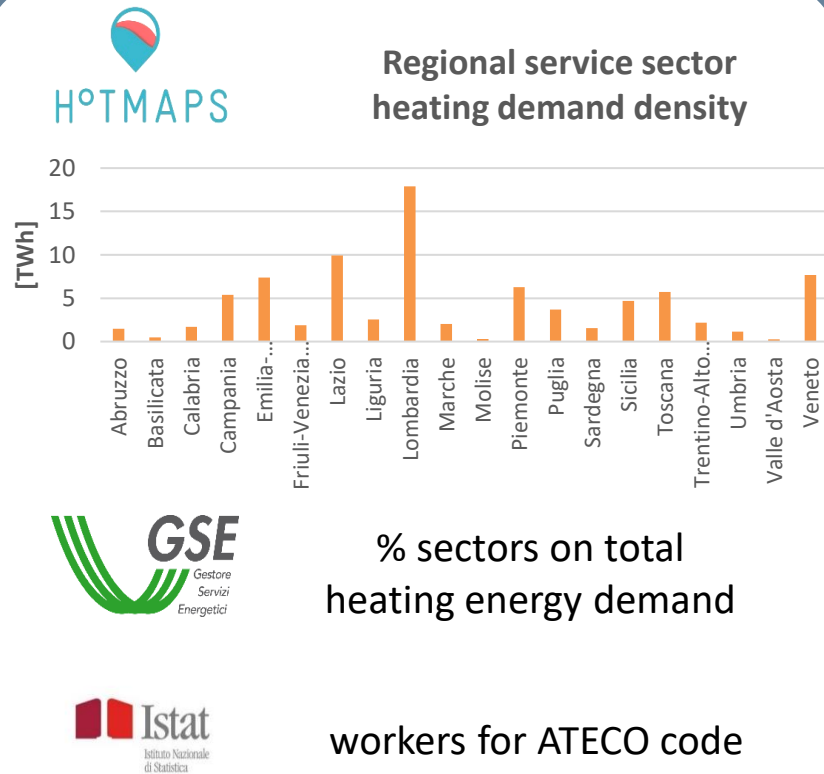 H°TMAPS
Regional service sector
heating demand density
[TWh]
20
15
10
5
0
Abruzzo
Basilicata
Calabria
Campania
Emilia-…
Friuli-Venezia…
Lazio
Liguria
Lombardia
Marche
Molise
Piemonte
Puglia
Sardegna
Sicilia
Toscana
Trentino-Alto…
Umbria
Valle d'Aosta
Veneto
GSE
Gestore
Servizi
Energetici
% sectors on total
heating energy demand
Istat
Istituto Nazionale
di Statistica
workers for ATECO code